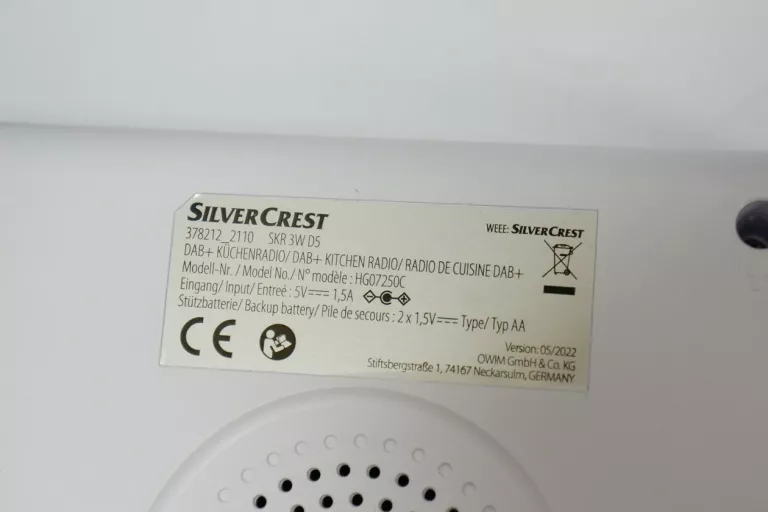 SILVERCREST
WEEE: SILVERCREST
378212_2110 SKR 3W D5
DAB+ KÜCHENRADIO/ DAB+ KITCHEN RADIO/ RADIO DE CUISINE DAB+
Modell-Nr. / Model No./ N° modèle : HG07250C
Eingang/ Input/ Entreé : 5V 1,5A
Stützbatterie/ Backup battery/ Pile de secours : 2 x 1,5V Type/ Typ AA
CE
Version: 05/2022
OWIM GmbH & Co. KG
Stiftsbergstraße 1, 74167 Neckarsulm, GERMANY